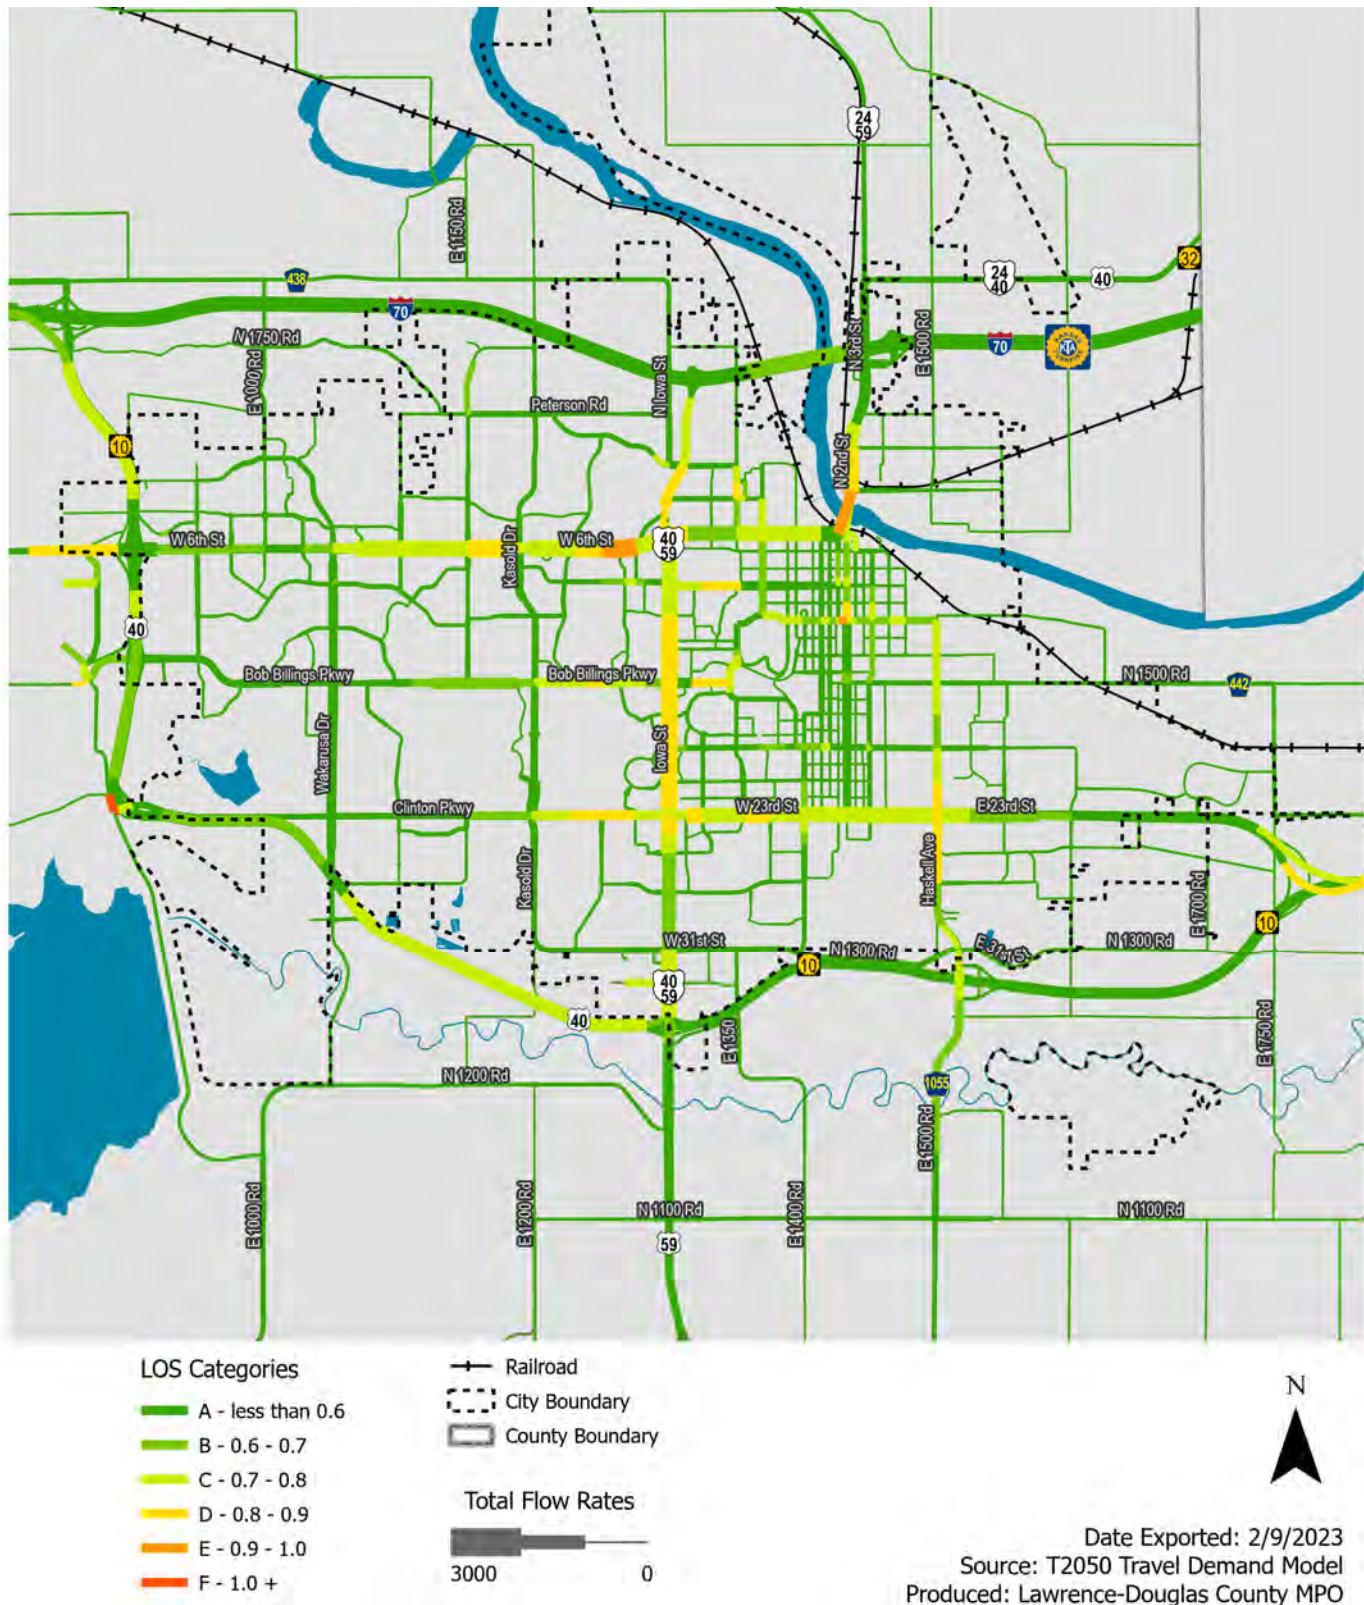 24
59
E 1150 Rd
438
32
24
40
40
70
N 1750 Rd
E 1000 Rd
N 3rd St
E 1500 Rd
70
KANSAS
KTA
TURNPIKE
N Iowa St
Peterson Rd
10
N 2nd St
W 6th St
Kasold Dr
W 6th St
40
59
40
Bob Billings Pkwy
Bob Billings Pkwy
N 1500 Rd
442
Wakarusa Dr
Iowa St
Clinton Pkwy
W 23rd St
E 23rd St
Kasold Dr
Haskell Ave
E 1700 Rd
10
W 31st St
N 1300 Rd
E 31st St
N 1300 Rd
10
40
59
40
E 1350
E 1750 Rd
N 1200 Rd
1055
E 1500 Rd
E 1000 Rd
E 1200 Rd
N 1100 Rd
E 1400 Rd
N 1100 Rd
59
LOS Categories
A - less than 0.6
B - 0.6 - 0.7
C - 0.7 - 0.8
D - 0.8 - 0.9
E - 0.9 - 1.0
F - 1.0 +
Railroad
City Boundary
County Boundary
Total Flow Rates
3000 0
N
Date Exported: 2/9/2023
Source: T2050 Travel Demand Model
Produced: Lawrence-Douglas County MPO